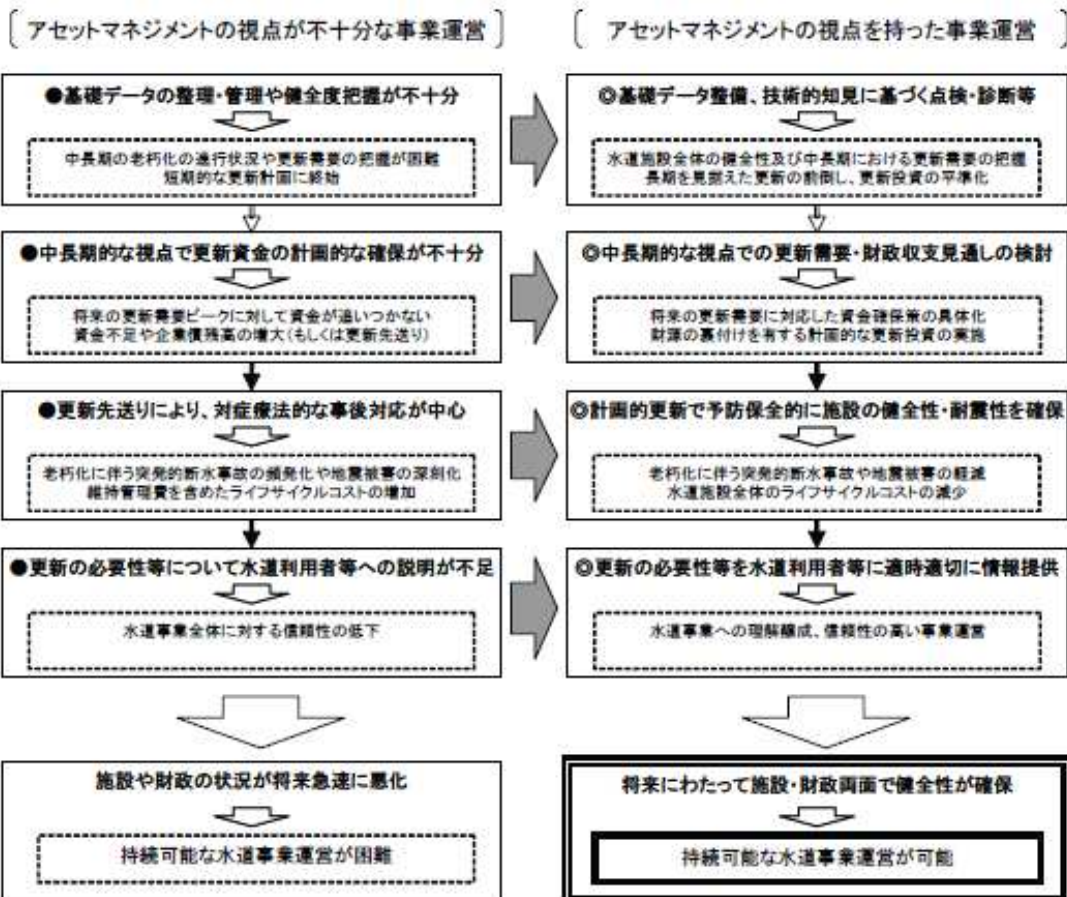 アセットマネジメントの視点が不十分な事業運営
アセットマネジメントの視点を持った事業運営
●基礎データの整理・管理や健全度把握が不十分
中長期の老朽化の進行状況や更新需要の把握が困難
短期的な更新計画に終始
◎基礎データ整備、技術的知見に基づく点検・診断等
水道施設全体の健全性及び中長期における更新需要の把握
長期を見据えた更新の前倒し、更新投資の平準化
●中長期的な視点で更新資金の計画的な確保が不十分
将来の更新需要ピークに対して資金が追いつかない
資金不足や企業債残高の増大(もしくは更新先送り)
◎中長期的な視点での更新需要・財政収支見通しの検討
将来の更新需要に対応した資金確保策の具体化
財源の裏付けを有する計画的な更新投資の実施
●更新先送りにより、対症療法的な事後対応が中心
老朽化に伴う突発的断水事故の頻発化や地震被害の深刻化
維持管理費を含めたライフサイクルコストの増加
◎計画的更新で予防保全的に施設の健全性・耐震性を確保
老朽化に伴う突発的断水事故や地震被害の軽減
水道施設全体のライフサイクルコストの減少
●更新の必要性等について水道利用者等への説明が不足
水道事業全体に対する信頼性の低下
◎更新の必要性等を水道利用者等に適時適切に情報提供
水道事業への理解醸成、信頼性の高い事業運営
施設や財政の状況が将来急速に悪化
持続可能な水道事業運営が困難
将来にわたって施設・財政両面で健全性が確保
持続可能な水道事業運営が可能